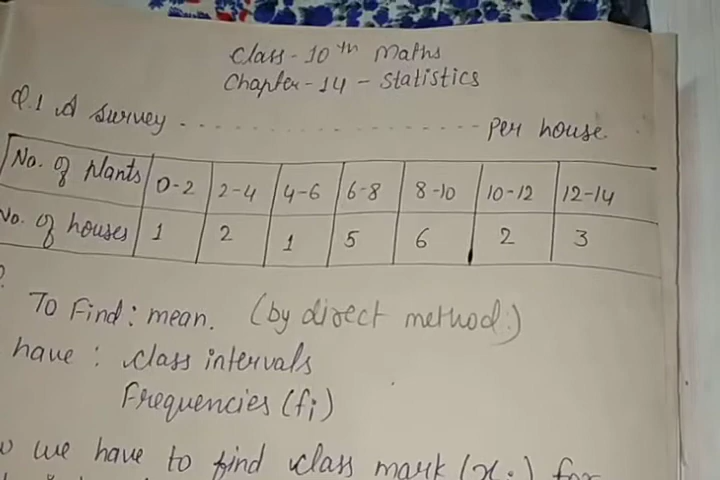 Class - 10th Maths
Chapter - 14 - Statistics
Q.1 A survey - - - - - - - - - - - - - - - - - - - per house.
No. of plants 0-2 2-4 4-6 6-8 8-10 10-12 12-14
No. of houses 1 2 1 5 6 2 3
To Find : mean. (by direct method:)
have : class intervals
Frequencies (fi)
we have to find class mark (xi) for